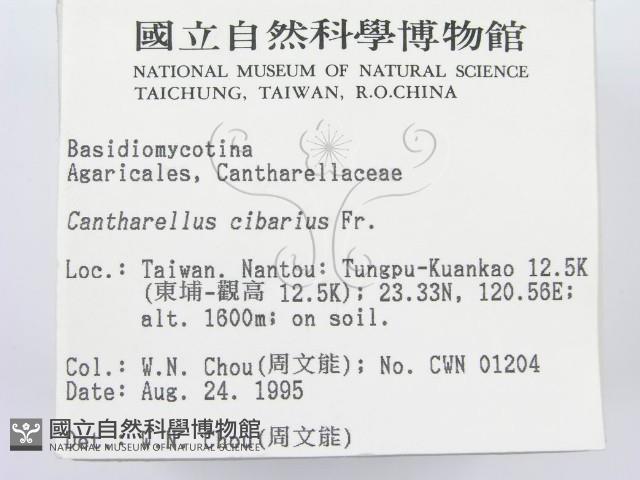 國立自然科學博物館
NATIONAL MUSEUM OF NATURAL SCIENCE
TAICHUNG, TAIWAN, R.O.CHINA
Basidiomycotina
Agaricales, Cantharellaceae
Cantharellus cibarius Fr.
Loc.: Taiwan. Nantou: Tungpu-Kuankao 12.5K
(東埔-觀高 12.5K); 23.33N, 120.56E;
alt. 1600m; on soil.
Col.: W.N. Chou(周文能); No. CWN 01204
Date: Aug. 24. 1995
Det.: W.N. Chou(周文能)
國立自然科學博物館
NATIONAL MUSEUM OF NATURAL SCIENCE